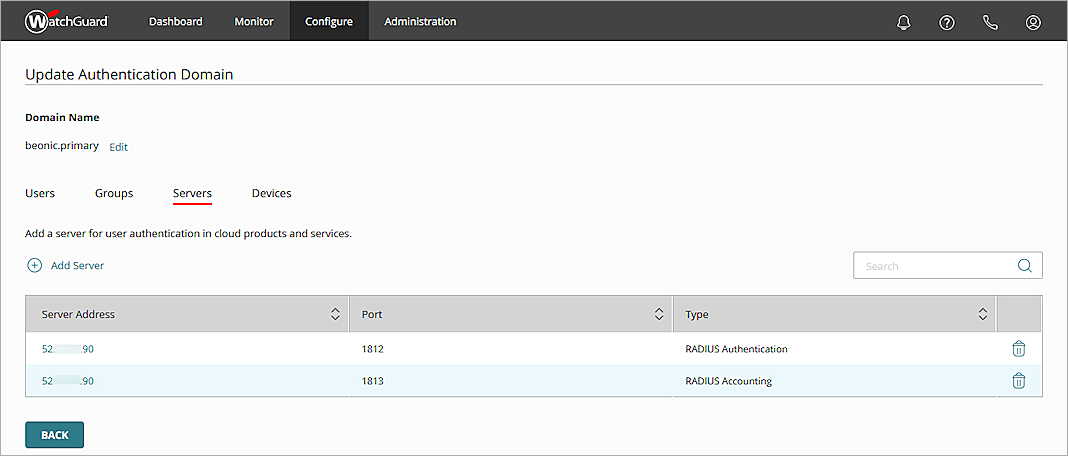 WatchGuard Dashboard Monitor Configure Administration
Update Authentication Domain
Domain Name
beonic.primary Edit
Users Groups Servers Devices
Add a server for user authentication in cloud products and services.
Add Server Search
Server Address Port Type
52. .90 1812 RADIUS Authentication
52 .90 1813 RADIUS Accounting
BACK